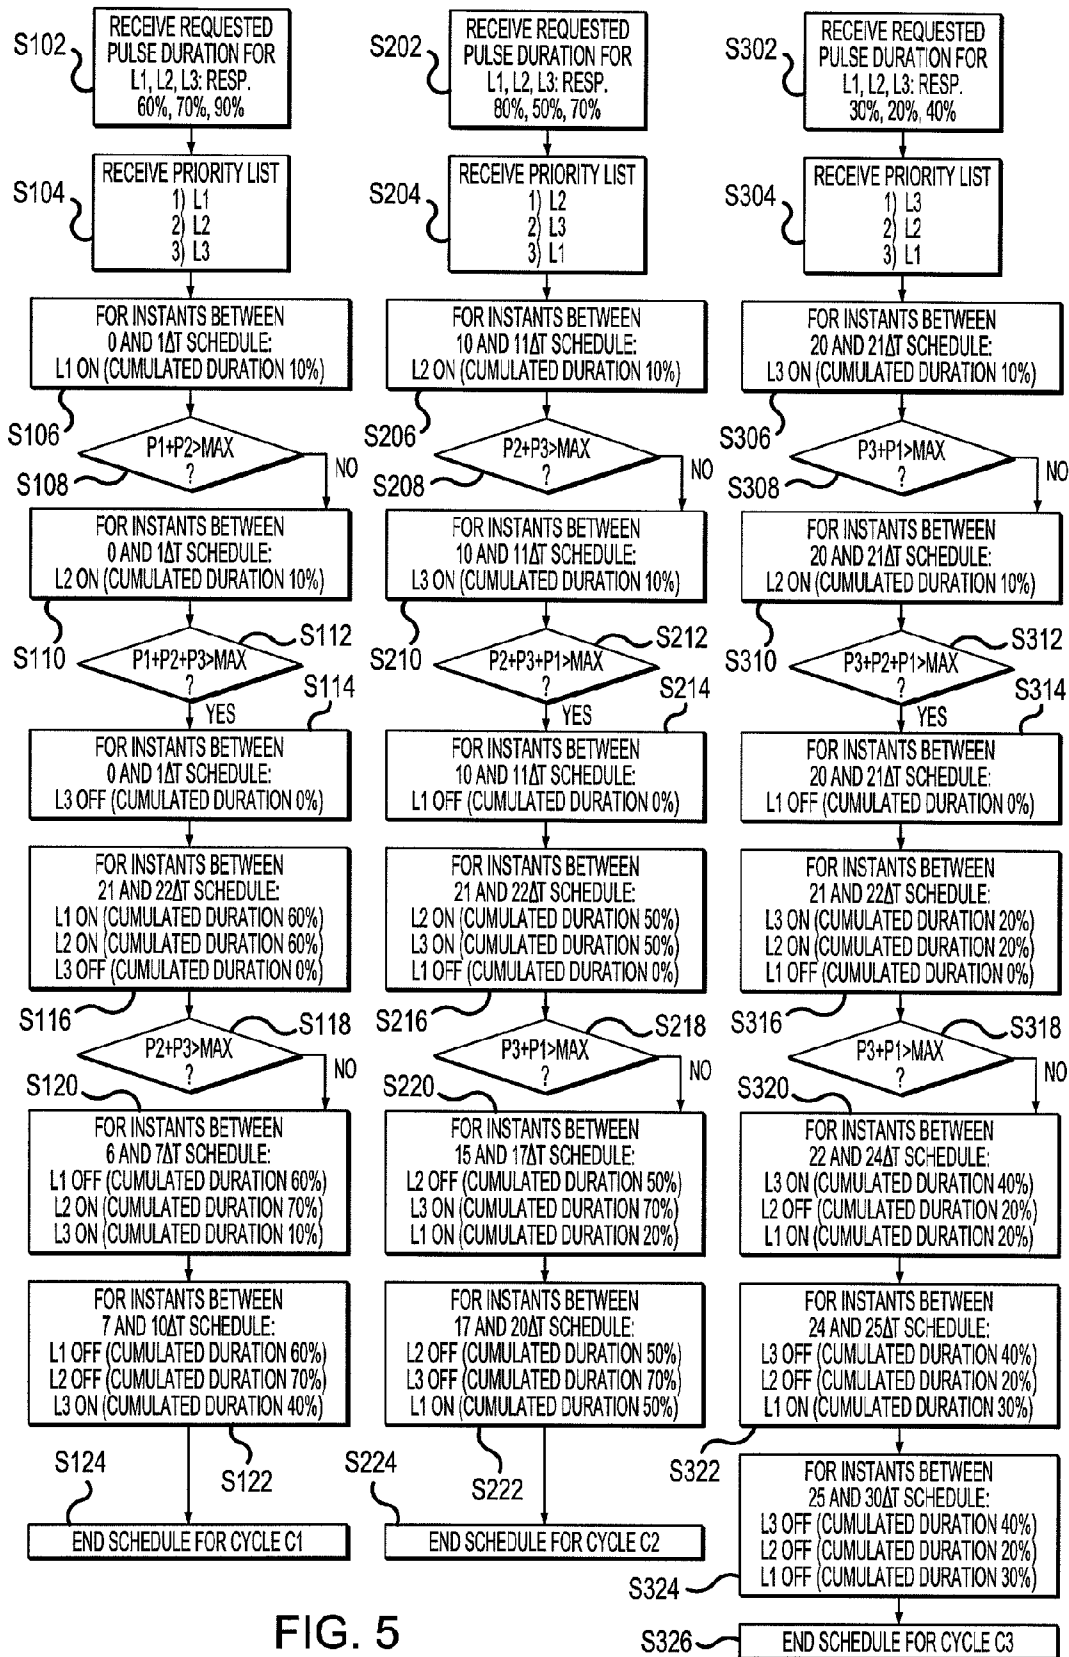 S102
RECEIVE REQUESTED
PULSE DURATION FOR
L1, L2, L3: RESP.
60%, 70%, 90%
S104
RECEIVE PRIORITY LIST
1) L1
2) L2
3) L3
FOR INSTANTS BETWEEN
0 AND 1ΔT SCHEDULE:
L1 ON (CUMULATED DURATION 10%)
S106
P1+P2>MAX
?
S108
NO
FOR INSTANTS BETWEEN
0 AND 1ΔT SCHEDULE:
L2 ON (CUMULATED DURATION 10%)
S110
S112
P1+P2+P3>MAX
?
YES
S114
FOR INSTANTS BETWEEN
0 AND 1ΔT SCHEDULE:
L3 OFF (CUMULATED DURATION 0%)
FOR INSTANTS BETWEEN
21 AND 22ΔT SCHEDULE:
L1 ON (CUMULATED DURATION 60%)
L2 ON (CUMULATED DURATION 60%)
L3 OFF (CUMULATED DURATION 0%)
S116
S118
P2+P3>MAX
?
NO
S120
FOR INSTANTS BETWEEN
6 AND 7ΔT SCHEDULE:
L1 OFF (CUMULATED DURATION 60%)
L2 ON (CUMULATED DURATION 70%)
L3 ON (CUMULATED DURATION 10%)
FOR INSTANTS BETWEEN
7 AND 10ΔT SCHEDULE:
L1 OFF (CUMULATED DURATION 60%)
L2 OFF (CUMULATED DURATION 70%)
L3 ON (CUMULATED DURATION 40%)
S122
S124
END SCHEDULE FOR CYCLE C1
S202
RECEIVE REQUESTED
PULSE DURATION FOR
L1, L2, L3: RESP.
80%, 50%, 70%
S204
RECEIVE PRIORITY LIST
1) L2
2) L3
3) L1
FOR INSTANTS BETWEEN
10 AND 11ΔT SCHEDULE:
L2 ON (CUMULATED DURATION 10%)
S206
P2+P3>MAX
?
S208
NO
FOR INSTANTS BETWEEN
10 AND 11ΔT SCHEDULE:
L3 ON (CUMULATED DURATION 10%)
S210
S212
P2+P3+P1>MAX
?
YES
S214
FOR INSTANTS BETWEEN
10 AND 11ΔT SCHEDULE:
L1 OFF (CUMULATED DURATION 0%)
FOR INSTANTS BETWEEN
21 AND 22ΔT SCHEDULE:
L2 ON (CUMULATED DURATION 50%)
L3 ON (CUMULATED DURATION 50%)
L1 OFF (CUMULATED DURATION 0%)
S216
S218
P3+P1>MAX
?
NO
S220
FOR INSTANTS BETWEEN
15 AND 17ΔT SCHEDULE:
L2 OFF (CUMULATED DURATION 50%)
L3 ON (CUMULATED DURATION 70%)
L1 ON (CUMULATED DURATION 20%)
FOR INSTANTS BETWEEN
17 AND 20ΔT SCHEDULE:
L2 OFF (CUMULATED DURATION 50%)
L3 OFF (CUMULATED DURATION 70%)
L1 ON (CUMULATED DURATION 50%)
S222
S224
END SCHEDULE FOR CYCLE C2
S302
RECEIVE REQUESTED
PULSE DURATION FOR
L1, L2, L3: RESP.
30%, 20%, 40%
S304
RECEIVE PRIORITY LIST
1) L3
2) L2
3) L1
FOR INSTANTS BETWEEN
20 AND 21ΔT SCHEDULE:
L3 ON (CUMULATED DURATION 10%)
S306
P3+P1>MAX
?
S308
NO
FOR INSTANTS BETWEEN
20 AND 21ΔT SCHEDULE:
L2 ON (CUMULATED DURATION 10%)
S310
S312
P3+P2+P1>MAX
?
YES
S314
FOR INSTANTS BETWEEN
20 AND 21ΔT SCHEDULE:
L1 OFF (CUMULATED DURATION 0%)
FOR INSTANTS BETWEEN
21 AND 22ΔT SCHEDULE:
L3 ON (CUMULATED DURATION 20%)
L2 ON (CUMULATED DURATION 20%)
L1 OFF (CUMULATED DURATION 0%)
S316
S318
P3+P1>MAX
?
NO
S320
FOR INSTANTS BETWEEN
22 AND 24ΔT SCHEDULE:
L3 ON (CUMULATED DURATION 40%)
L2 OFF (CUMULATED DURATION 20%)
L1 ON (CUMULATED DURATION 20%)
FOR INSTANTS BETWEEN
24 AND 25ΔT SCHEDULE:
L3 OFF (CUMULATED DURATION 40%)
L2 OFF (CUMULATED DURATION 20%)
L1 ON (CUMULATED DURATION 30%)
S322
FOR INSTANTS BETWEEN
25 AND 30ΔT SCHEDULE:
L3 OFF (CUMULATED DURATION 40%)
L2 OFF (CUMULATED DURATION 20%)
L1 OFF (CUMULATED DURATION 30%)
S324
S326
END SCHEDULE FOR CYCLE C3
FIG. 5